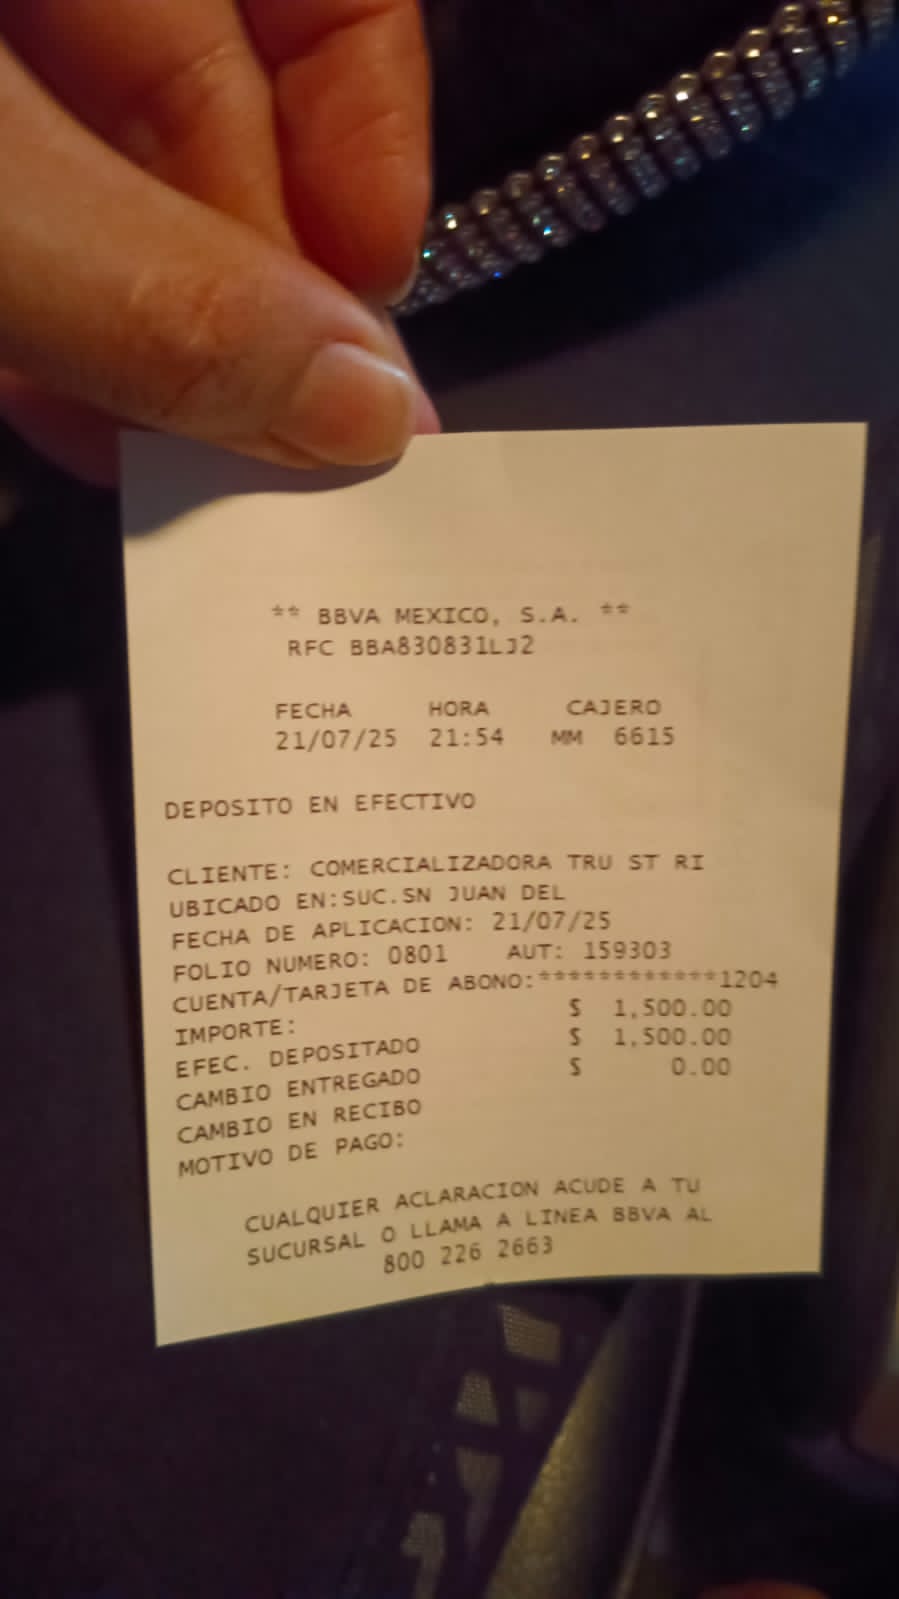 ** BBVA MEXICO, S.A. **
RFC BBA830831LJ2
FECHA HORA CAJERO
21/07/25 21:54 MM 6615
DEPOSITO EN EFECTIVO
CLIENTE: COMERCIALIZADORA TRU ST RI
UBICADO EN:SUC.SN JUAN DEL
FECHA DE APLICACION: 21/07/25
FOLIO NUMERO: 0801 AUT: 159303
CUENTA/TARJETA DE ABONO:************1204
IMPORTE: $ 1,500.00
EFEC. DEPOSITADO $ 1,500.00
CAMBIO ENTREGADO $ 0.00
CAMBIO EN RECIBO
MOTIVO DE PAGO:
CUALQUIER ACLARACION ACUDE A TU
SUCURSAL O LLAMA A LINEA BBVA AL
800 226 2663